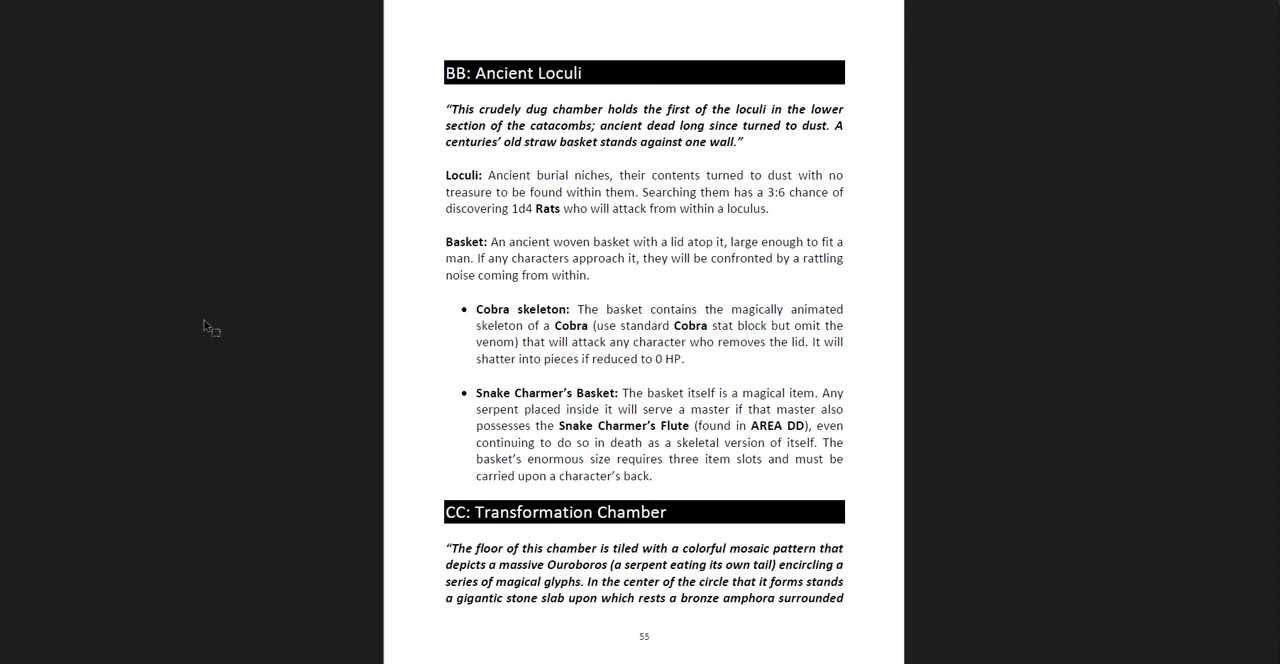 BB: Ancient Loculi
“This crudely dug chamber holds the first of the loculi in the lower
section of the catacombs; ancient dead long since turned to dust. A
centuries’ old straw basket stands against one wall.”
Loculi: Ancient burial niches, their contents turned to dust with no
treasure to be found within them. Searching them has a 3:6 chance of
discovering 1d4 Rats who will attack from within a loculus.
Basket: An ancient woven basket with a lid atop it, large enough to fit a
man. If any characters approach it, they will be confronted by a rattling
noise coming from within.
• Cobra skeleton: The basket contains the magically animated
skeleton of a Cobra (use standard Cobra stat block but omit the
venom) that will attack any character who removes the lid. It will
shatter into pieces if reduced to 0 HP.
• Snake Charmer’s Basket: The basket itself is a magical item. Any
serpent placed inside it will serve a master if that master also
possesses the Snake Charmer’s Flute (found in AREA DD), even
continuing to do so in death as a skeletal version of itself. The
basket’s enormous size requires three item slots and must be
carried upon a character’s back.
CC: Transformation Chamber
“The floor of this chamber is tiled with a colorful mosaic pattern that
depicts a massive Ouroboros (a serpent eating its own tail) encircling a
series of magical glyphs. In the center of the circle that it forms stands
a gigantic stone slab upon which rests a bronze amphora surrounded
55